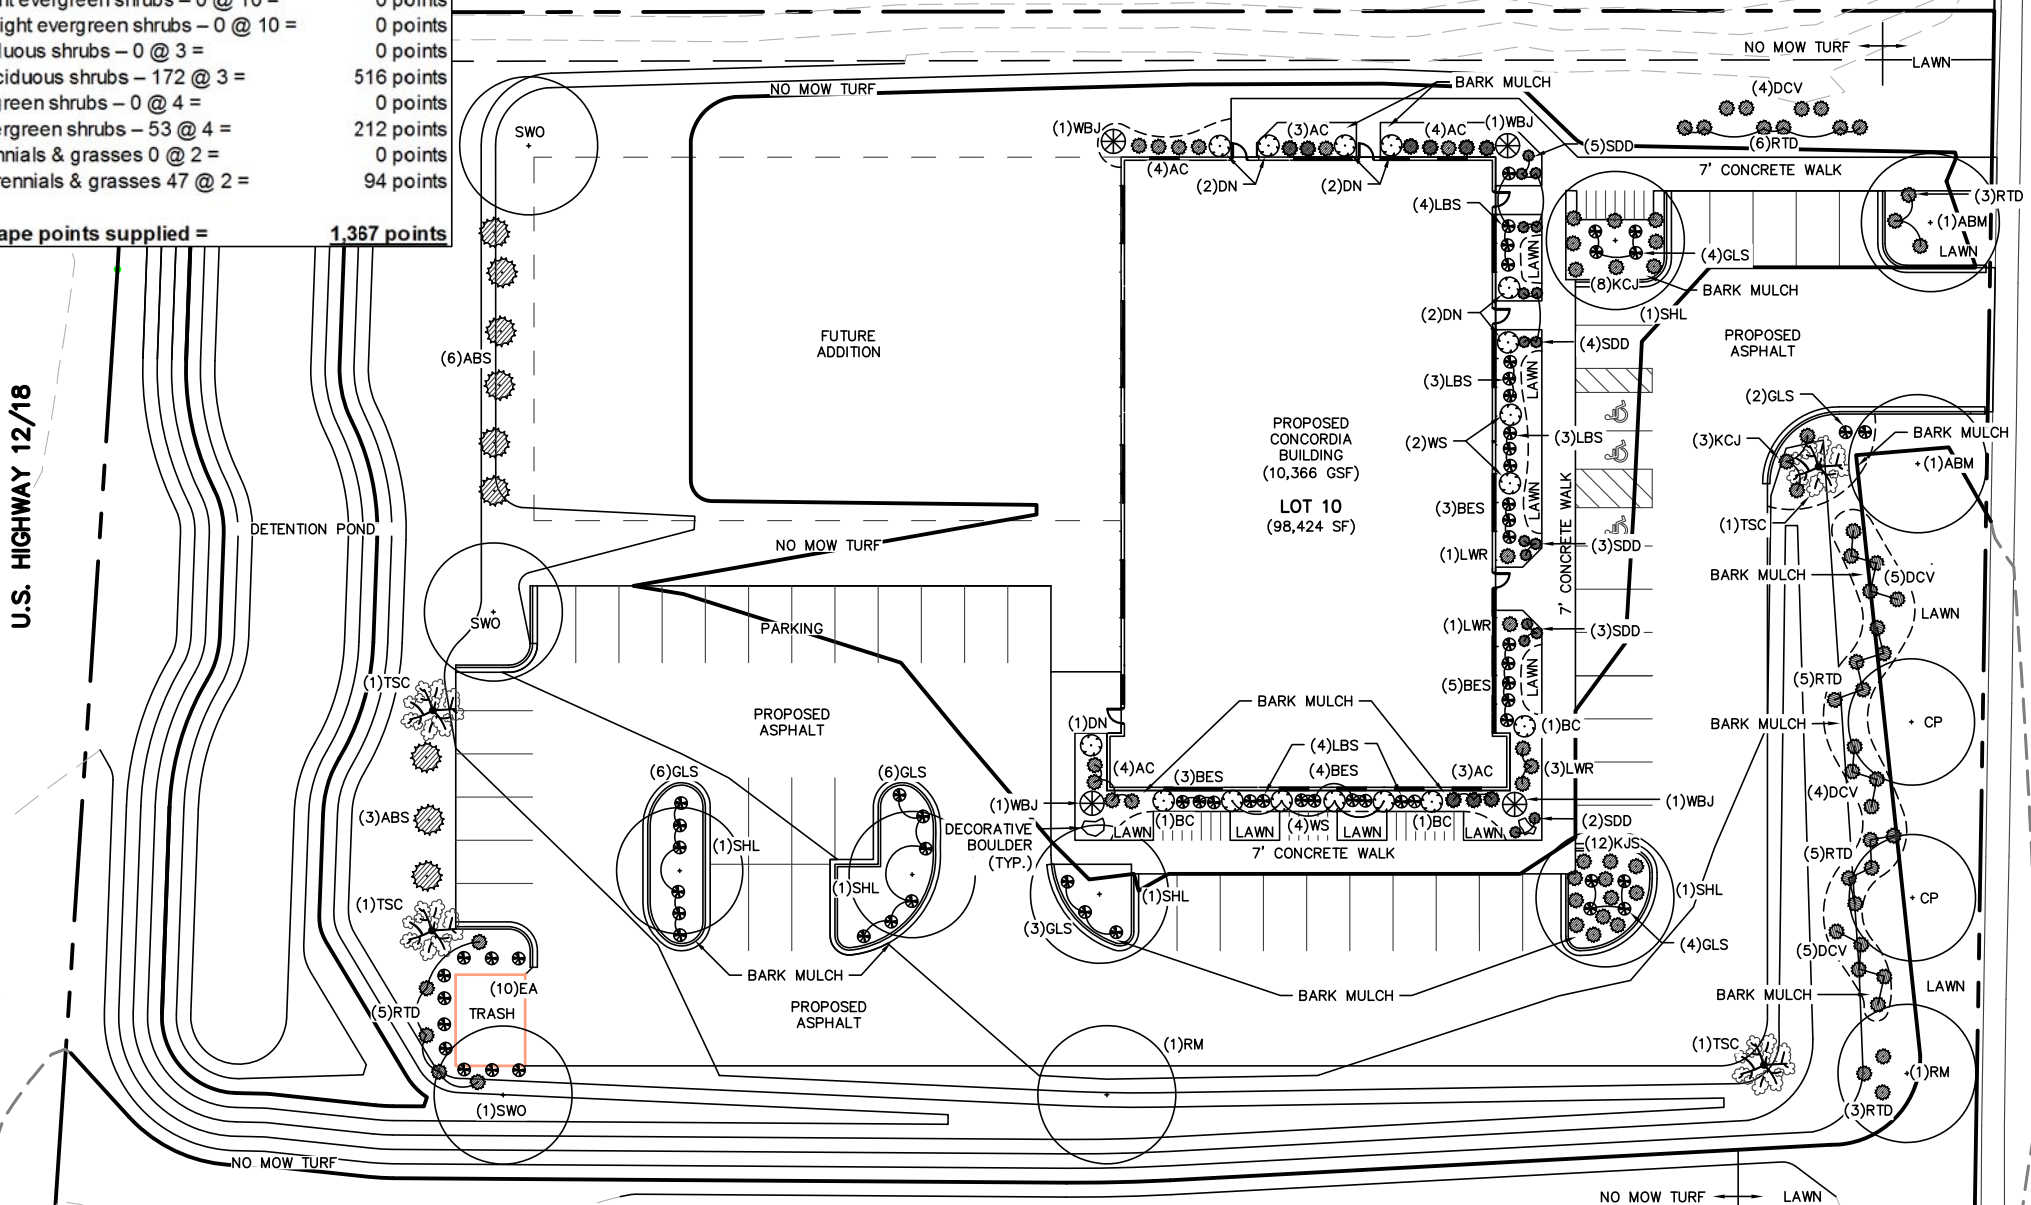 ht evergreen shrubs – 0 @ 10 = 0 points
ight evergreen shrubs – 0 @ 10 = 0 points
luous shrubs – 0 @ 3 = 0 points
ciduous shrubs – 172 @ 3 = 516 points
green shrubs – 0 @ 4 = 0 points
ergreen shrubs – 53 @ 4 = 212 points
nnials & grasses 0 @ 2 = 0 points
rennials & grasses 47 @ 2 = 94 points
ape points supplied = 1,367 points
U.S. HIGHWAY 12/18
DETENTION POND
SWO
NO MOW TURF
(6)ABS
FUTURE
ADDITION
NO MOW TURF
SWO
PARKING
(1)WBJ
(4)AC
(3)AC
(2)DN
(4)AC
(2)DN
(1)WBJ
BARK MULCH
(5)SDD
NO MOW TURF
LAWN
(4)DCV
(6)RTD
7' CONCRETE WALK
(3)RTD
(1)ABM
LAWN
(4)LBS
LAWN
(4)GLS
(8)KCJ
BARK MULCH
(1)SHL
(2)DN
(4)SDD
PROPOSED
ASPHALT
(3)LBS
LAWN
(2)GLS
(3)KCJ
BARK MULCH
(1)ABM
PROPOSED
CONCORDIA
BUILDING
(10,366 GSF)
LOT 10
(98,424 SF)
(2)WS
(3)LBS
LAWN
(3)BES
(1)LWR
(3)SDD
7' CONCRETE WALK
(1)TSC
BARK MULCH
(5)DCV
LAWN
(1)LWR
(3)SDD
LAWN
(5)BES
(5)RTD
BARK MULCH
CP
(1)TSC
PROPOSED
ASPHALT
BARK MULCH
(1)DN
(1)BC
(4)LBS
(4)AC
(3)BES
(4)BES
(3)AC
(3)LWR
(6)GLS
(6)GLS
(1)WBJ
(1)WBJ
(4)DCV
(3)ABS
DECORATIVE
BOULDER
(TYP.)
(1)BC
(4)WS
(1)BC
(2)SDD
LAWN
LAWN
LAWN
LAWN
7' CONCRETE WALK
(12)KJS
(1)SHL
(1)SHL
(1)SHL
(1)SHL
(5)RTD
CP
(1)TSC
(3)GLS
(4)GLS
(5)DCV
BARK MULCH
BARK MULCH
BARK MULCH
LAWN
(10)EA
TRASH
(5)RTD
PROPOSED
ASPHALT
(1)SWO
(1)RM
(1)TSC
(1)RM
(3)RTD
NO MOW TURF
NO MOW TURF
LAWN